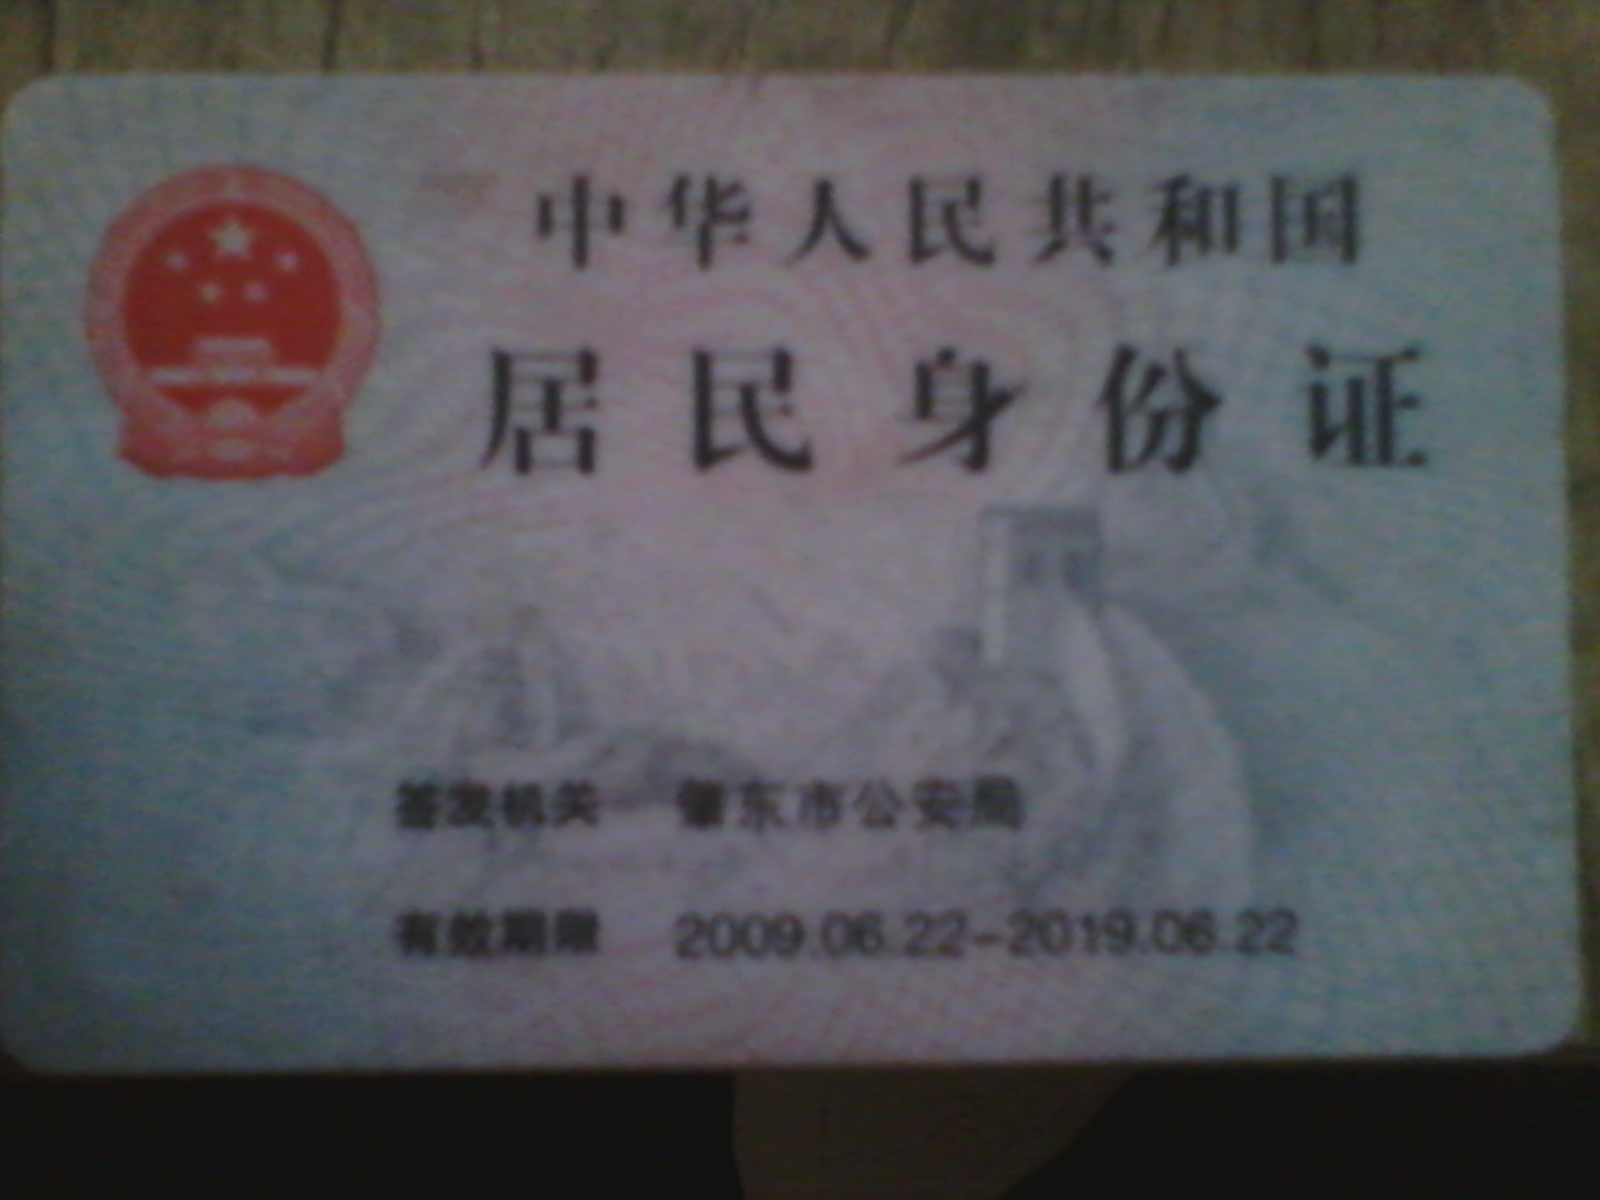 中华人民共和国
居民身份证
签发机关 肇东市公安局
有效期限 2009.06.22-2019.06.22